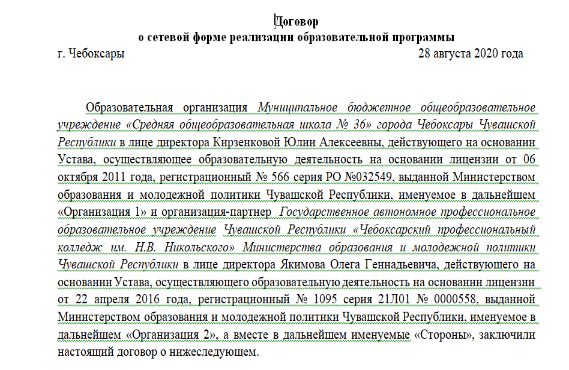 Договор
о сетевой форме реализации образовательной программы
г. Чебоксары 28 августа 2020 года
Образовательная организация Муниципальное бюджетное общеобразовательное
учреждение «Средняя общеобразовательная школа № 36» города Чебоксары Чувашской
Республики в лице директора Кирзенковой Юлии Алексеевны, действующего на основании
Устава, осуществляющее образовательную деятельность на основании лицензии от 06
октября 2011 года, регистрационный № 566 серия РО №032549, выданной Министерством
образования и молодежной политики Чувашской Республики, именуемое в дальнейшем
«Организация 1» и организация-партнер Государственное автономное профессиональное
образовательное учреждение Чувашской Республики «Чебоксарский профессиональный
колледж им. Н.В. Никольского» Министерства образования и молодежной политики
Чувашской Республики в лице директора Якимова Олега Геннадьевича, действующего на
основании Устава, осуществляющего образовательную деятельность на основании лицензии
от 22 апреля 2016 года, регистрационный № 1095 серия 21Л01 № 0000558, выданной
Министерством образования и молодежной политики Чувашской Республики, именуемое в
дальнейшем «Организация 2», а вместе в дальнейшем именуемые «Стороны», заключили
настоящий договор о нижеследующем.